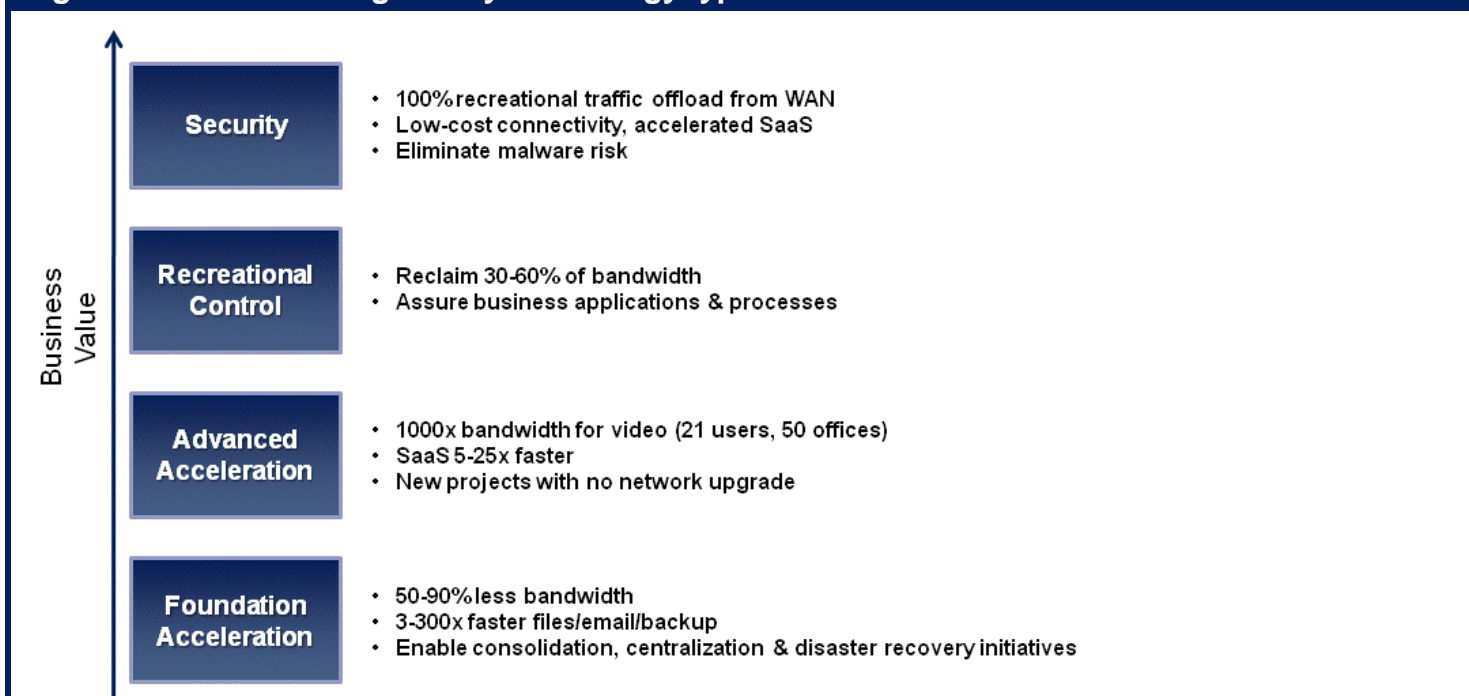 Security
• 100% recreational traffic offload from WAN
• Low-cost connectivity, accelerated SaaS
• Eliminate malware risk
Recreational
Control
• Reclaim 30-60% of bandwidth
• Assure business applications & processes
Business
Value
Advanced
Acceleration
• 1000x bandwidth for video (21 users, 50 offices)
• SaaS 5-25x faster
• New projects with no network upgrade
Foundation
Acceleration
• 50-90% less bandwidth
• 3-300x faster files/email/backup
• Enable consolidation, centralization & disaster recovery initiatives